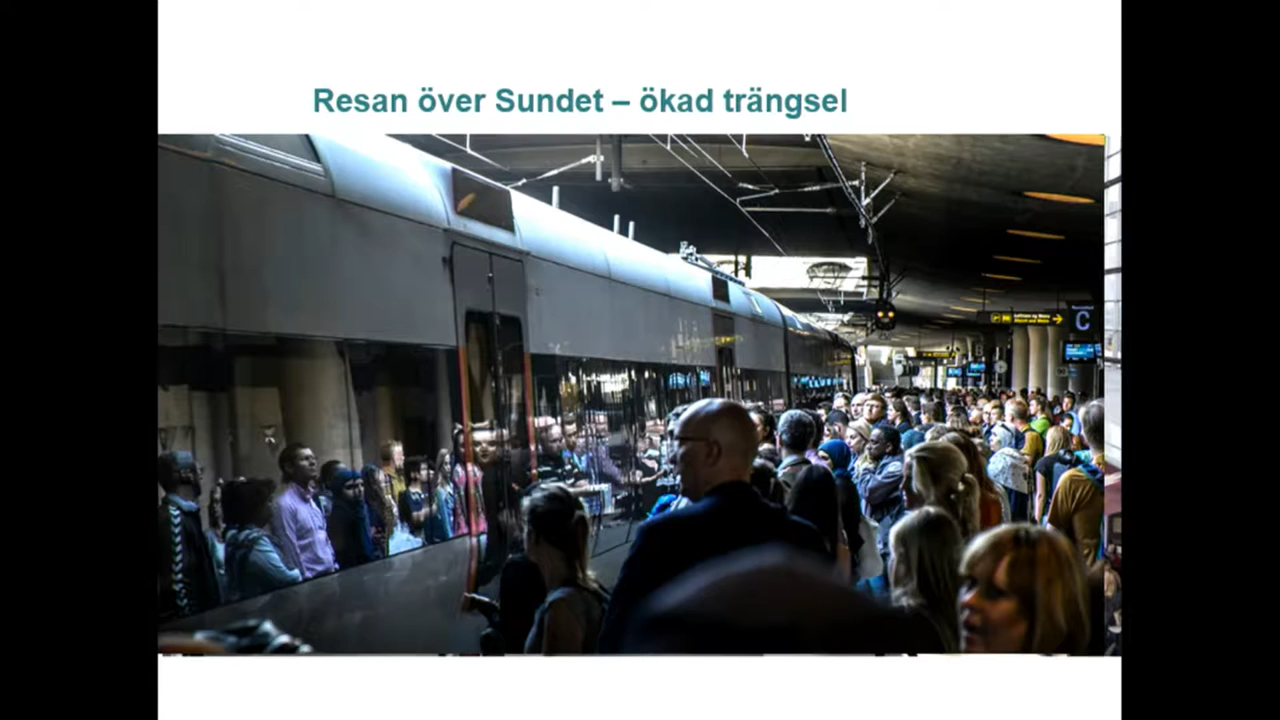 Resan över Sundet – ökad trängsel
C